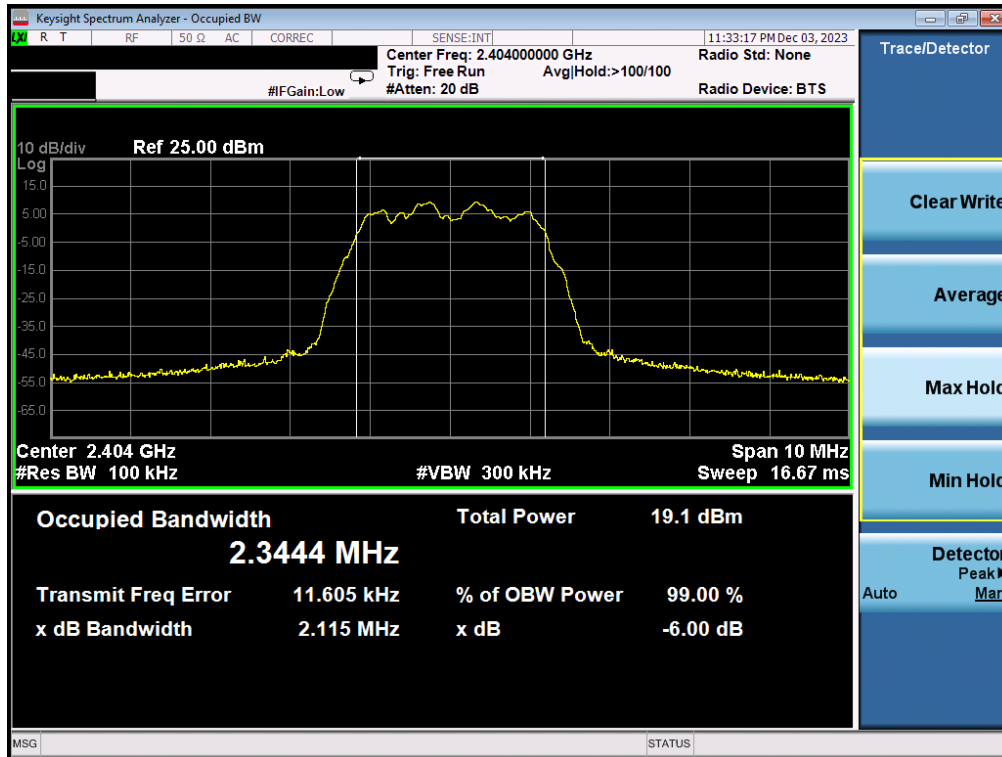 Keysight Spectrum Analyzer - Occupied BW
LXI R T RF 50 Ω AC CORREC SENSE:INT 11:33:17 PM Dec 03, 2023
Center Freq: 2.404000000 GHz Radio Std: None
Trig: Free Run Avg|Hold:>100/100
#IFGain:Low #Atten: 20 dB Radio Device: BTS
Trace/Detector
10 dB/div Ref 25.00 dBm
Log
15.0
5.00
-5.00
-15.0
-25.0
-35.0
-45.0
-55.0
-65.0
Center 2.404 GHz Span 10 MHz
#Res BW 100 kHz #VBW 300 kHz Sweep 16.67 ms
Occupied Bandwidth Total Power 19.1 dBm
2.3444 MHz
Transmit Freq Error 11.605 kHz % of OBW Power 99.00 %
x dB Bandwidth 2.115 MHz x dB -6.00 dB
Clear Write
Average
Max Hold
Min Hold
Detector
Peak▶
Auto Man
MSG STATUS